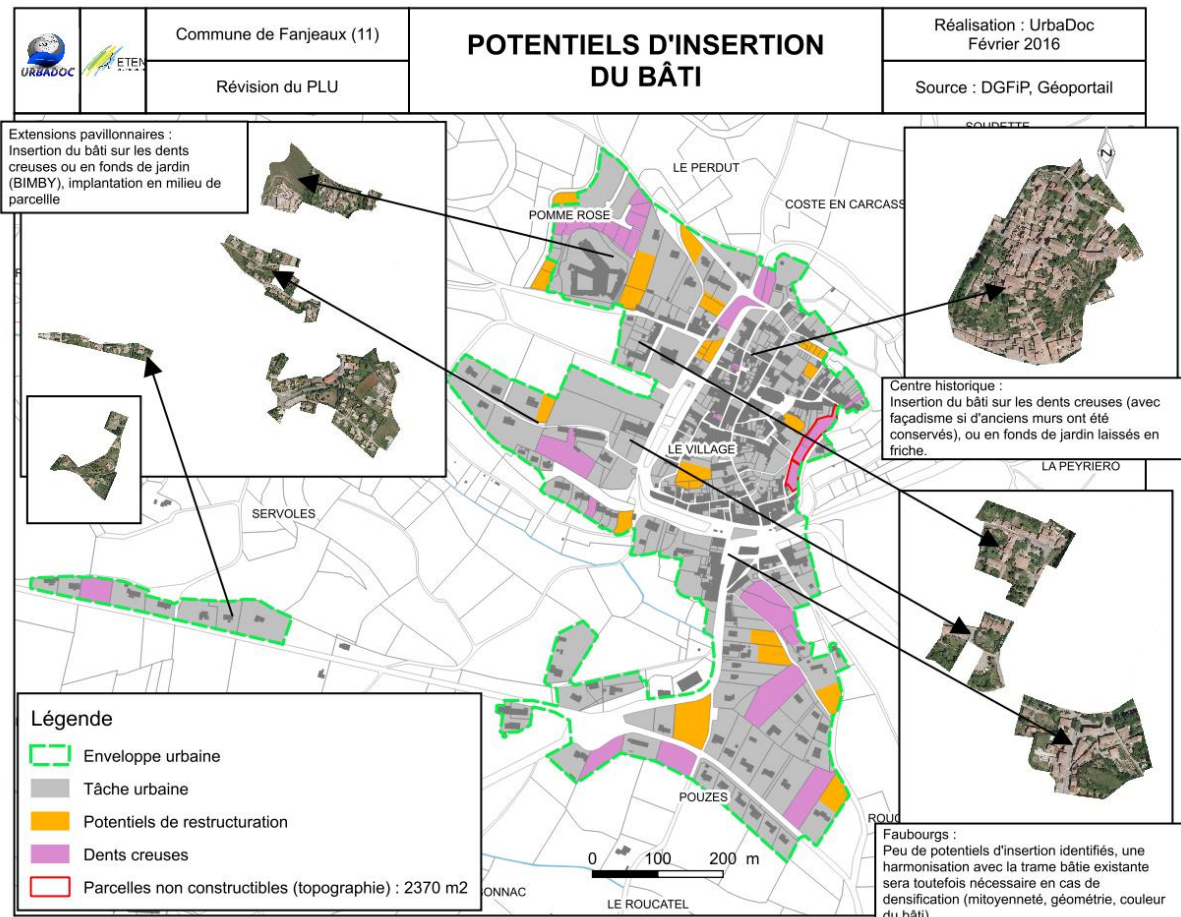 URBADOC
ETEN
Commune de Fanjeaux (11)
Révision du PLU
POTENTIELS D'INSERTION
DU BÂTI
Réalisation : UrbaDoc
Février 2016
Source : DGFiP, Géoportail
Extensions pavillonnaires :
Insertion du bâti sur les dents
creuses ou en fonds de jardin
(BIMBY), implantation en milieu de
parcellle
SOUDETTE
N
LE PERDUT
COSTE EN CARCASS
POMME ROSE
Centre historique :
Insertion du bâti sur les dents creuses (avec
façadisme si d'anciens murs ont été
conservés), ou en fonds de jardin laissés en
friche.
LE VILLAGE
LA PEYRIERO
SERVOLES
Légende
Enveloppe urbaine
Tâche urbaine
Potentiels de restructuration
Dents creuses
Parcelles non constructibles (topographie) : 2370 m2
POUZES
ROUC
0 100 200 m
ONNAC
LE ROUCATEL
Faubourgs :
Peu de potentiels d'insertion identifiés, une
harmonisation avec la trame bâtie existante
sera toutefois nécessaire en cas de
densification (mitoyenneté, géométrie, couleur
du bâti)